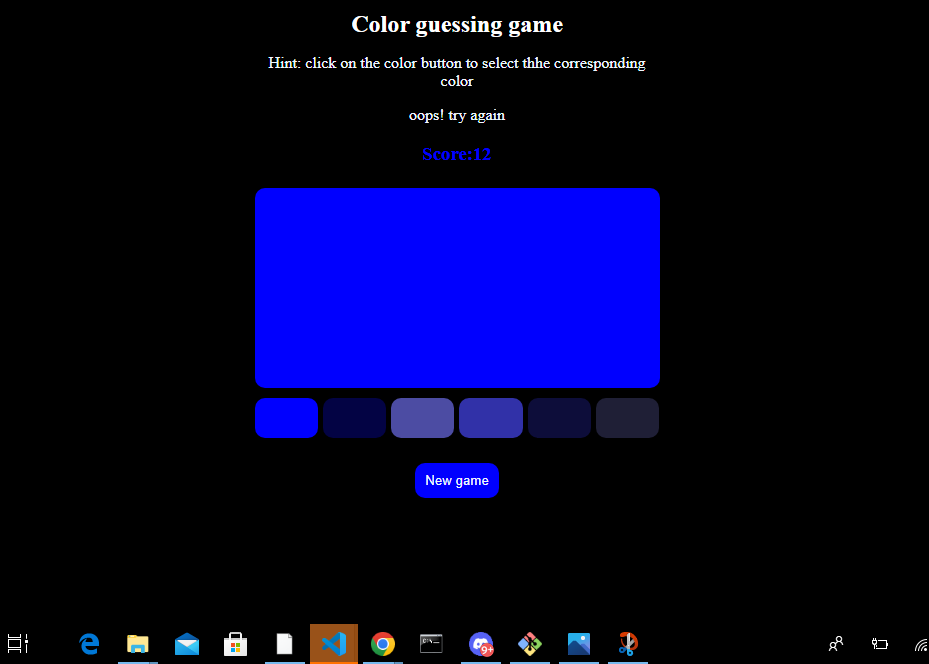 Color guessing game
Hint: click on the color button to select thhe corresponding
color
oops! try again
Score:12
New game
9+